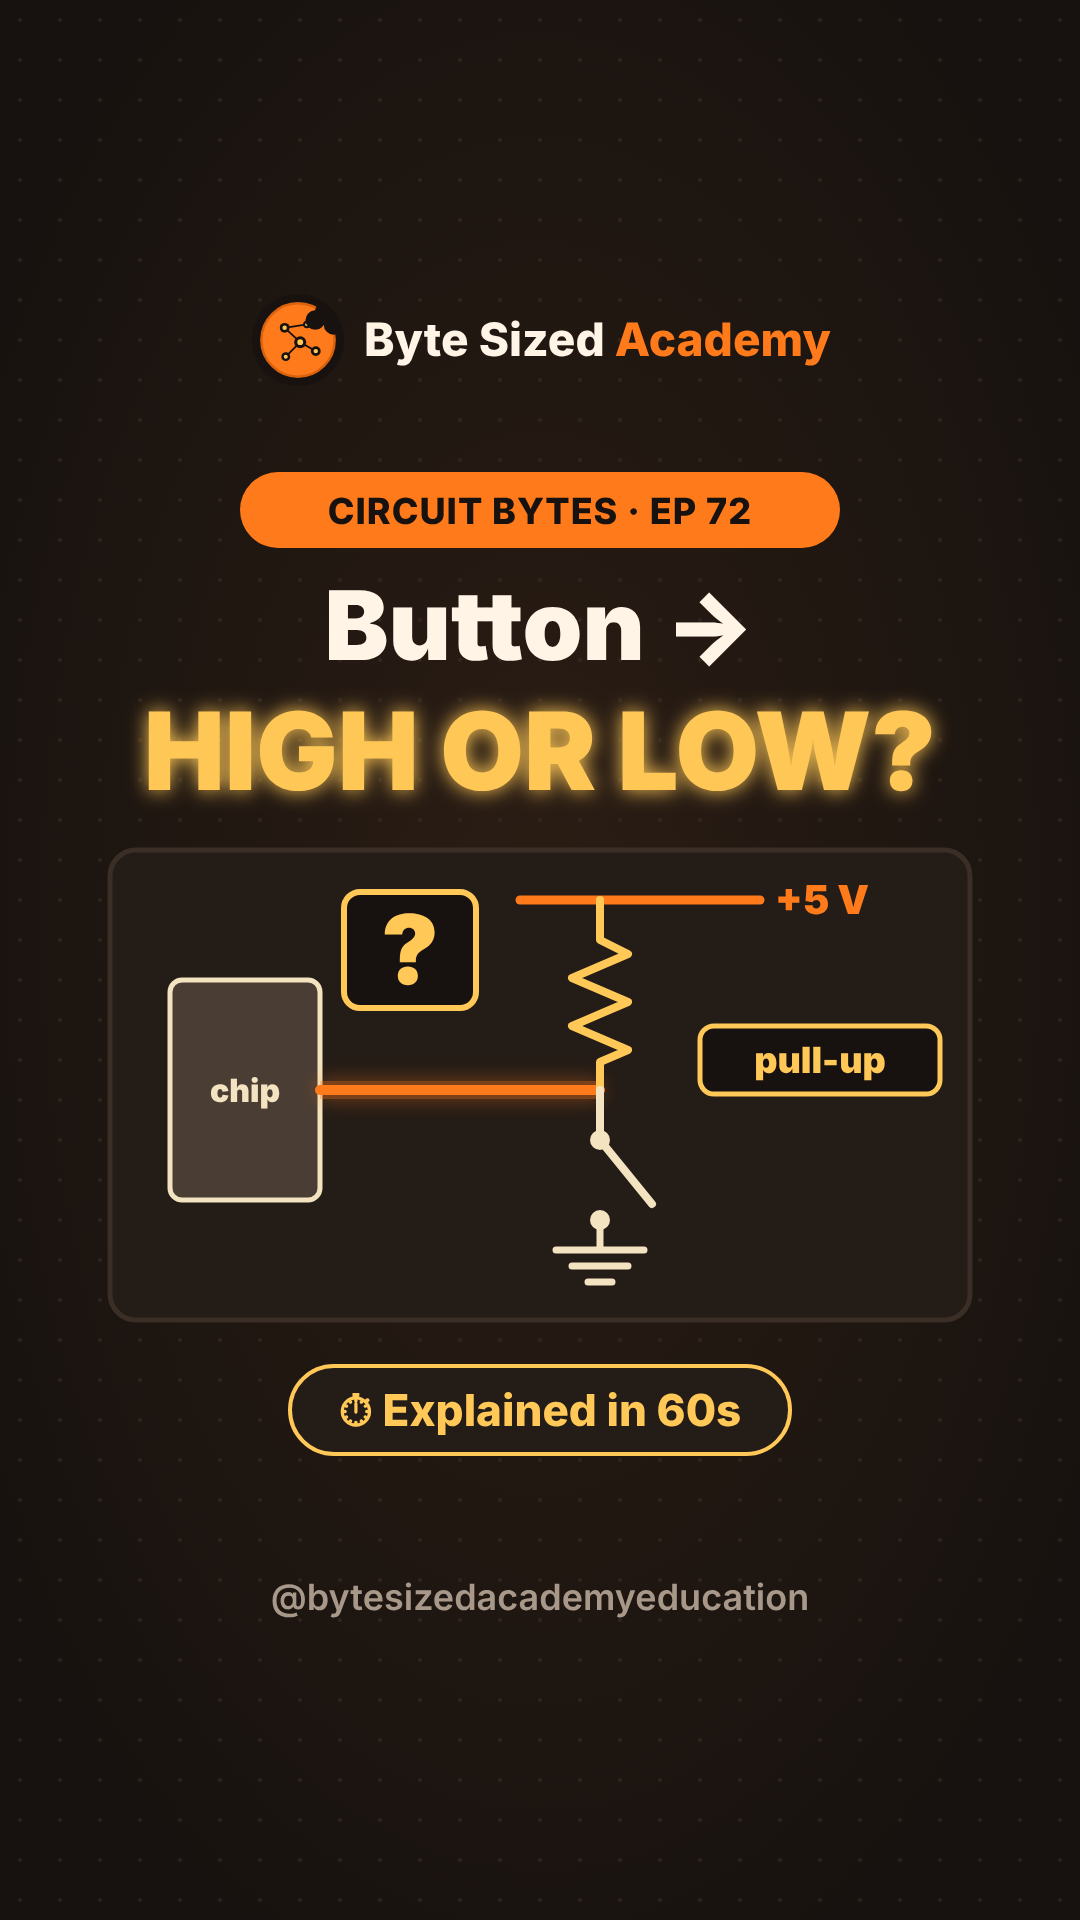 Byte Sized Academy
CIRCUIT BYTES · EP 72
Button →
HIGH OR LOW?
+5 V
?
pull-up
chip
⏱ Explained in 60s
@bytesizedacademyeducation